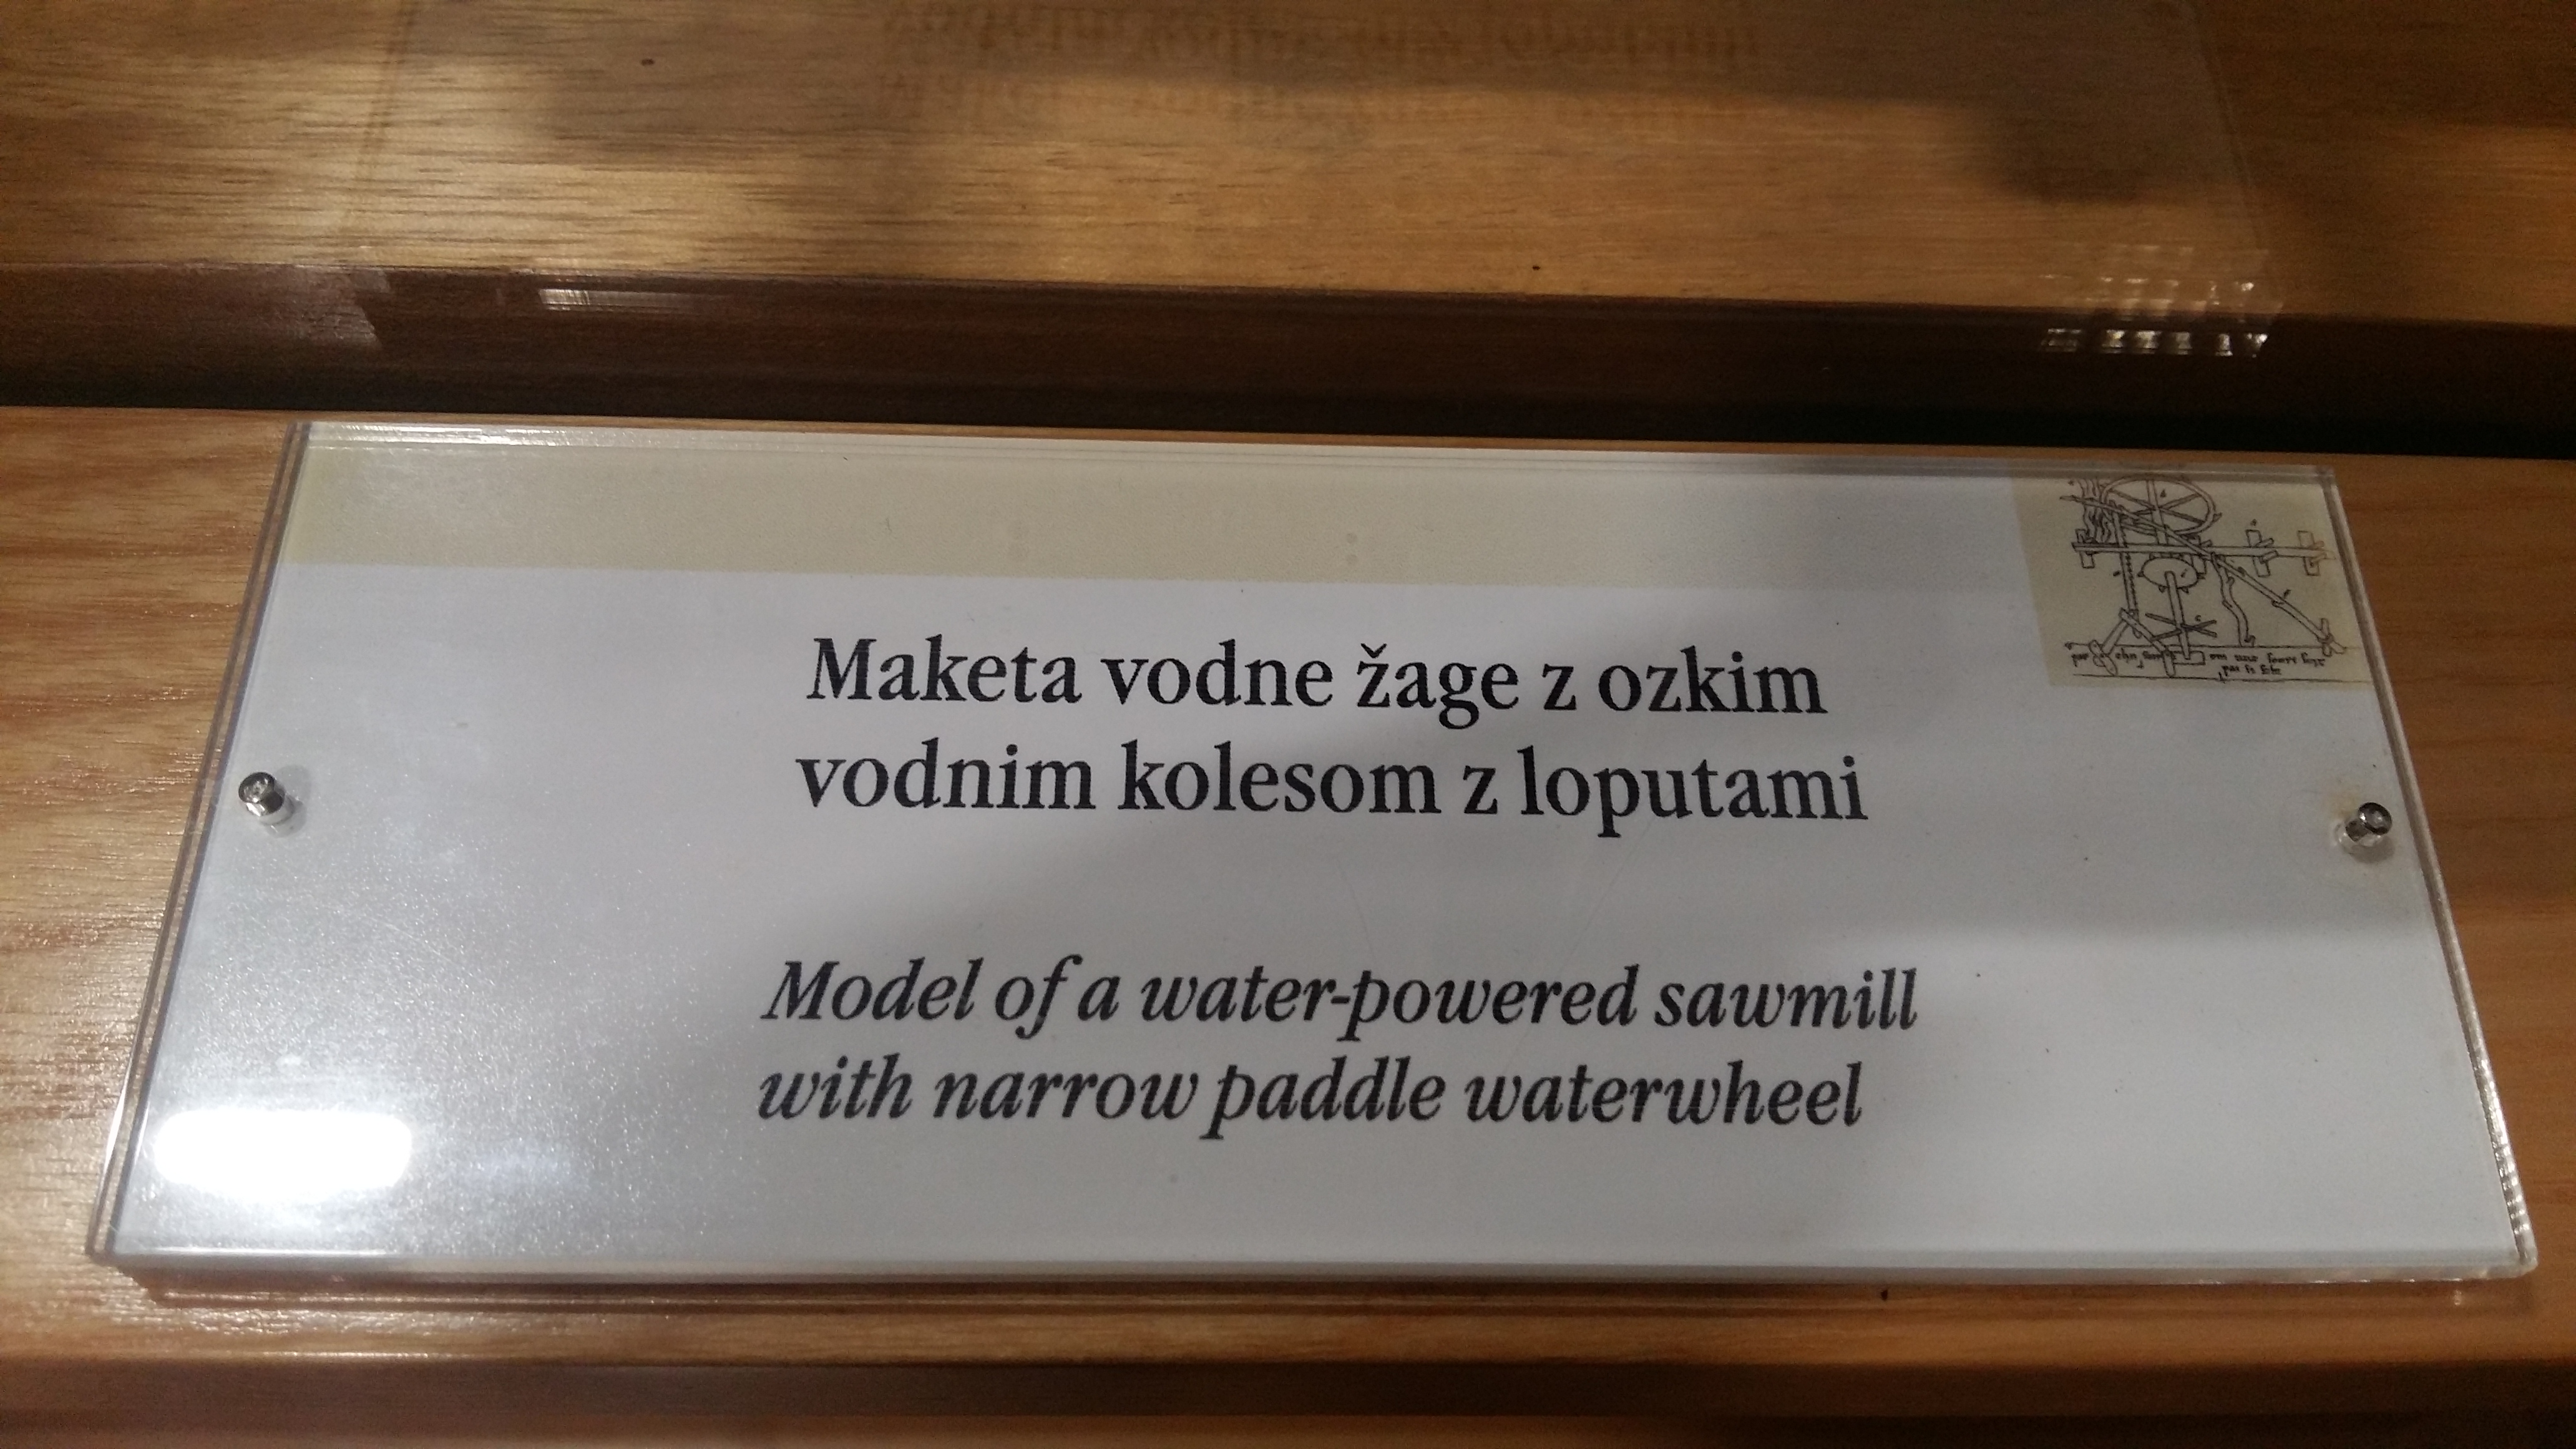 Maketa vodne žage z ozkim
vodnim kolesom z loputami
Model of a water-powered sawmill
with narrow paddle waterwheel